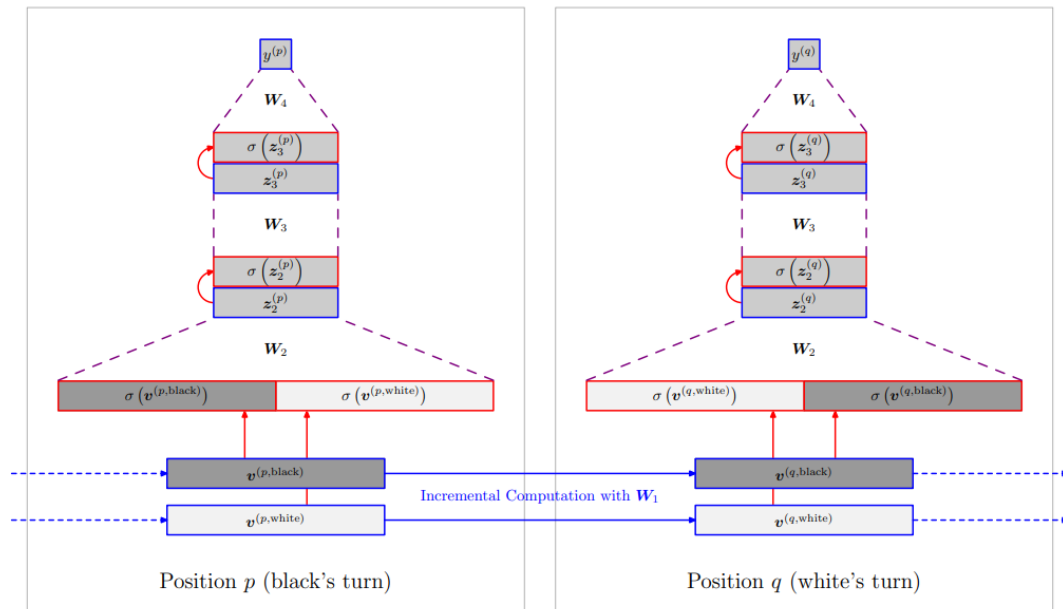 y^{(p)}
W_4
σ(z_3^{(p)})
z_3^{(p)}
W_3
σ(z_2^{(p)})
z_2^{(p)}
W_2
σ(v^{(p,black)}) σ(v^{(p,white)})
v^{(p,black)}
v^{(p,white)}
Position p (black's turn)
Incremental Computation with W_1
y^{(q)}
W_4
σ(z_3^{(q)})
z_3^{(q)}
W_3
σ(z_2^{(q)})
z_2^{(q)}
W_2
σ(v^{(q,white)}) σ(v^{(q,black)})
v^{(q,black)}
v^{(q,white)}
Position q (white's turn)